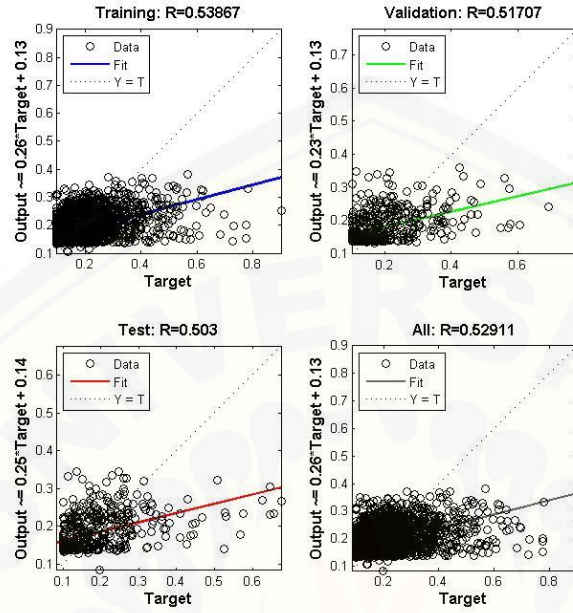 Training: R=0.53867
Output ~= 0.26*Target + 0.13
0.9
0.8
0.7
0.6
0.5
0.4
0.3
0.2
0.1
Data
Fit
Y = T
0.2 0.4 0.6 0.8
Target
Validation: R=0.51707
Output ~= 0.23*Target + 0.13
0.7
0.6
0.5
0.4
0.3
0.2
0.1
Data
Fit
Y = T
0.2 0.4 0.6
Target
Test: R=0.503
Output ~= 0.25*Target + 0.14
0.6
0.5
0.4
0.3
0.2
0.1
Data
Fit
Y = T
0.1 0.2 0.3 0.4 0.5 0.6
Target
All: R=0.52911
Output ~= 0.26*Target + 0.13
0.9
0.8
0.7
0.6
0.5
0.4
0.3
0.2
0.1
Data
Fit
Y = T
0.2 0.4 0.6 0.8
Target